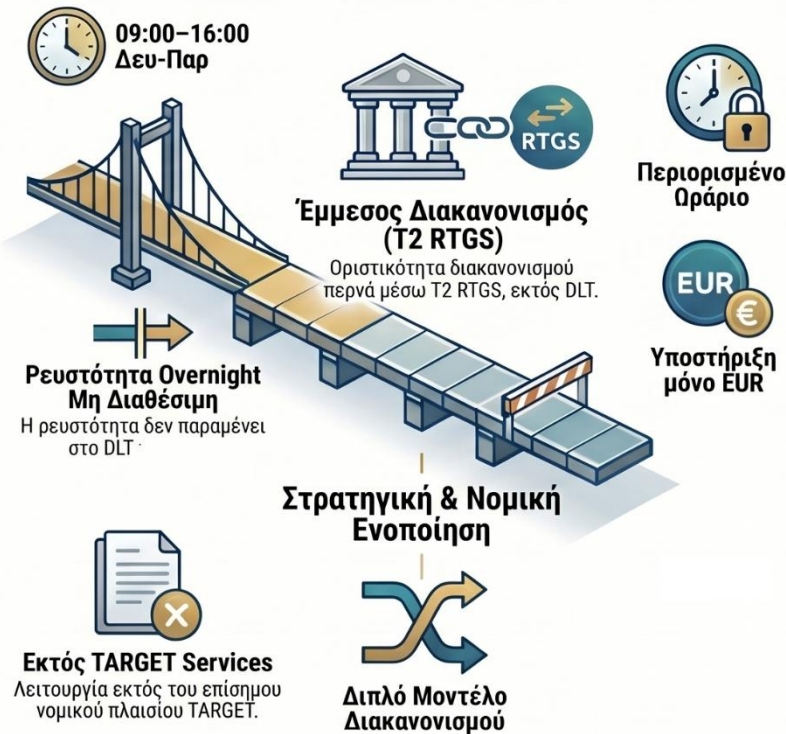 09:00–16:00
Δευ-Παρ
RTGS
Έμμεσος Διακανονισμός
(T2 RTGS)
Οριστικότητα διακανονισμού
περνά μέσω T2 RTGS, εκτός DLT.
Περιορισμένο
Ωράριο
EUR
€
Υποστήριξη
μόνο EUR
Ρευστότητα Overnight
Μη Διαθέσιμη
Η ρευστότητα δεν παραμένει
στο DLT
Στρατηγική & Νομική
Ενοποίηση
Εκτός TARGET Services
Λειτουργία εκτός του επίσημου
νομικού πλαισίου TARGET.
Διπλό Μοντέλο
Διακανονισμού